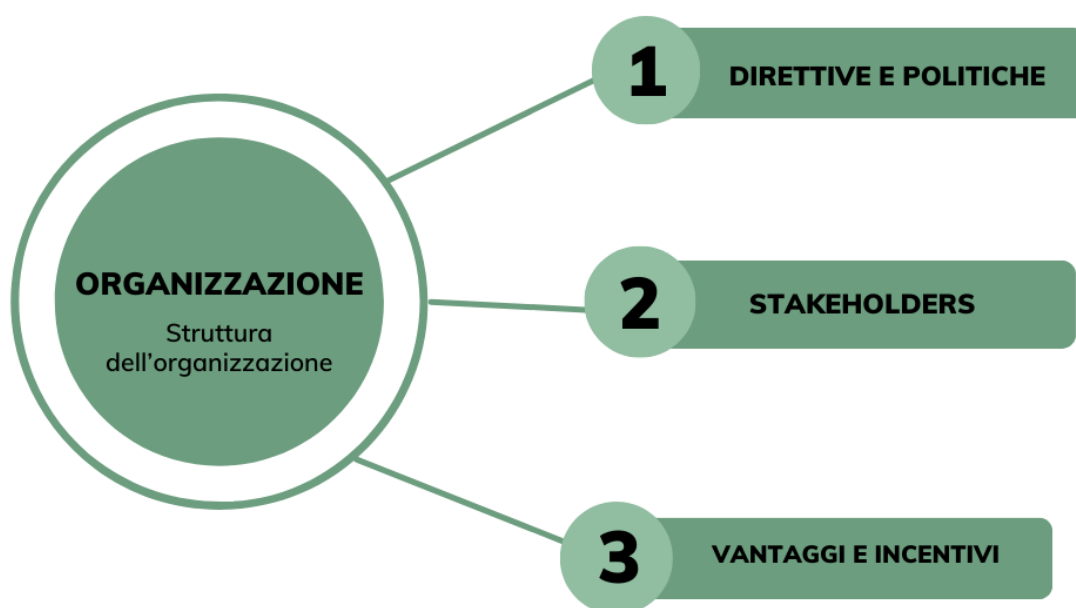 ORGANIZZAZIONE
Struttura
dell’organizzazione
1
DIRETTIVE E POLITICHE
2
STAKEHOLDERS
3
VANTAGGI E INCENTIVI